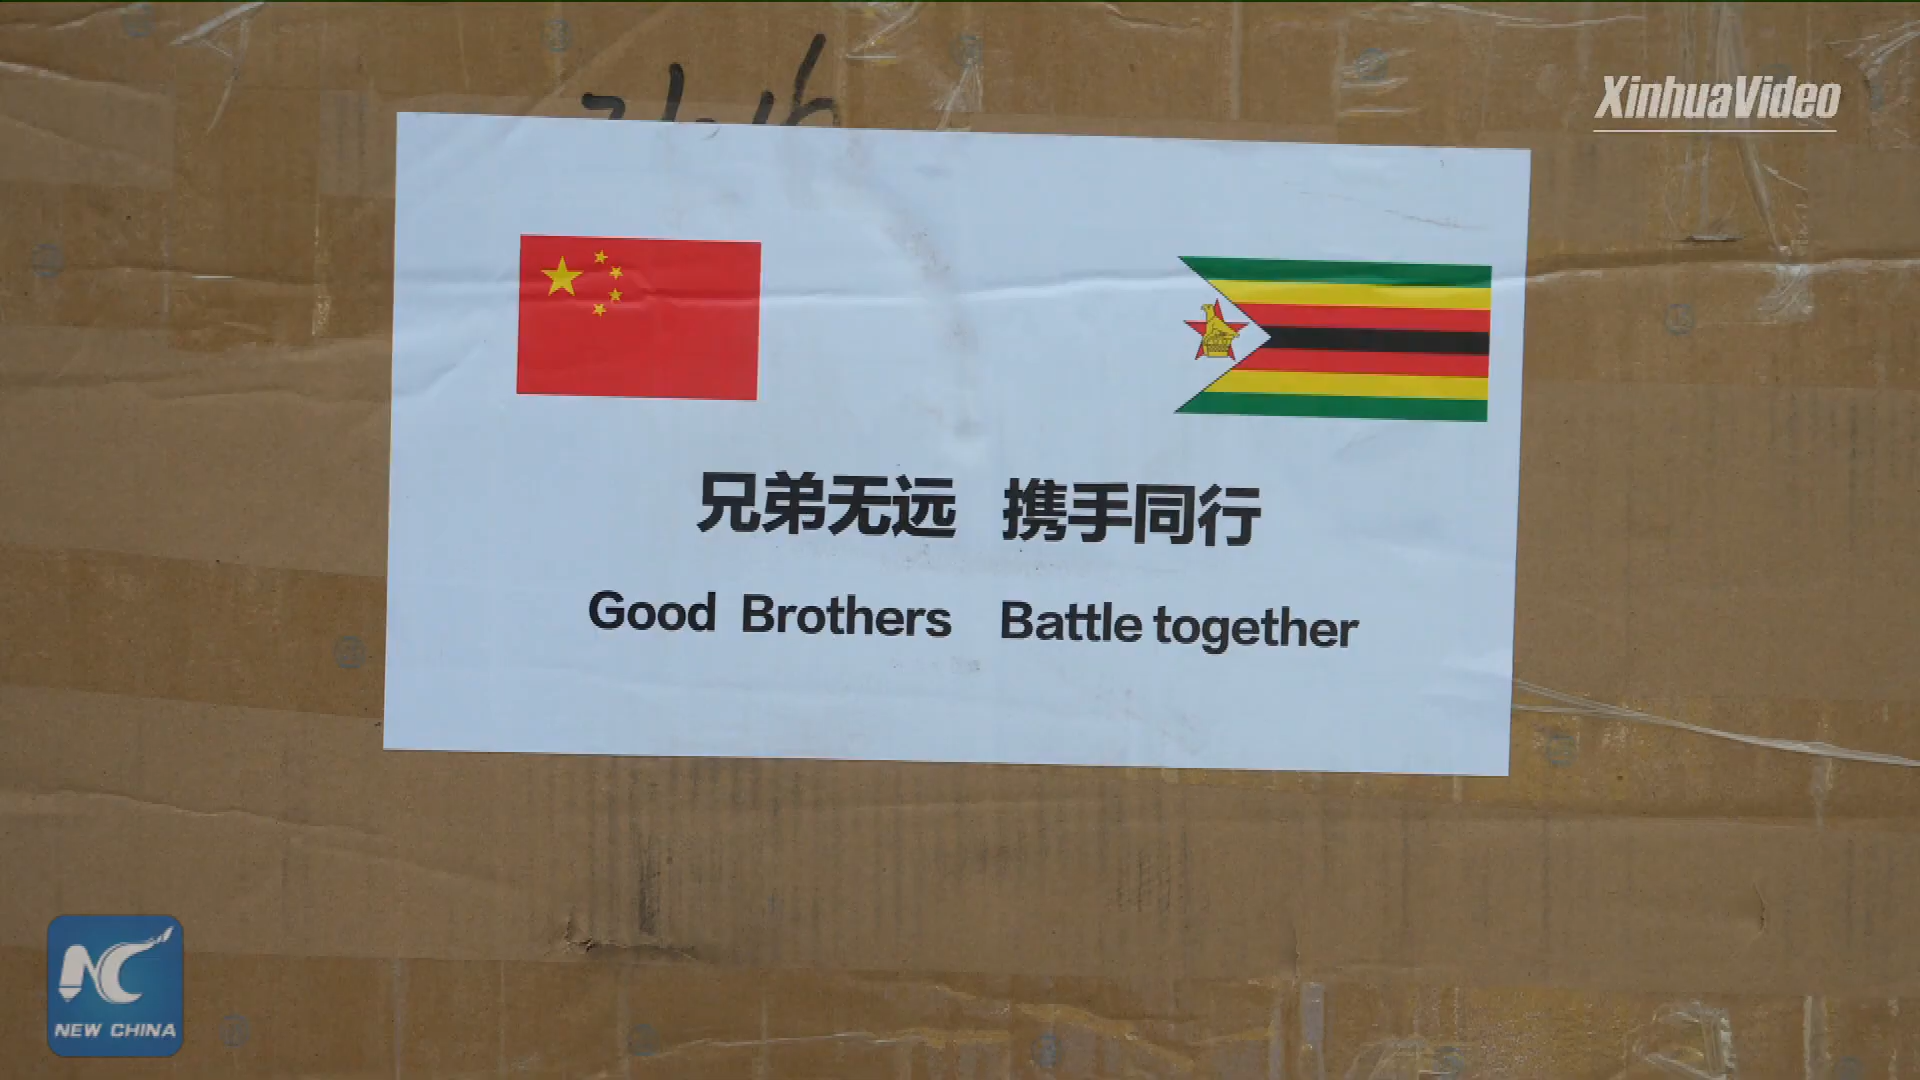 XinhuaVideo
兄弟无远 携手同行
Good Brothers Battle together
NEW CHINA